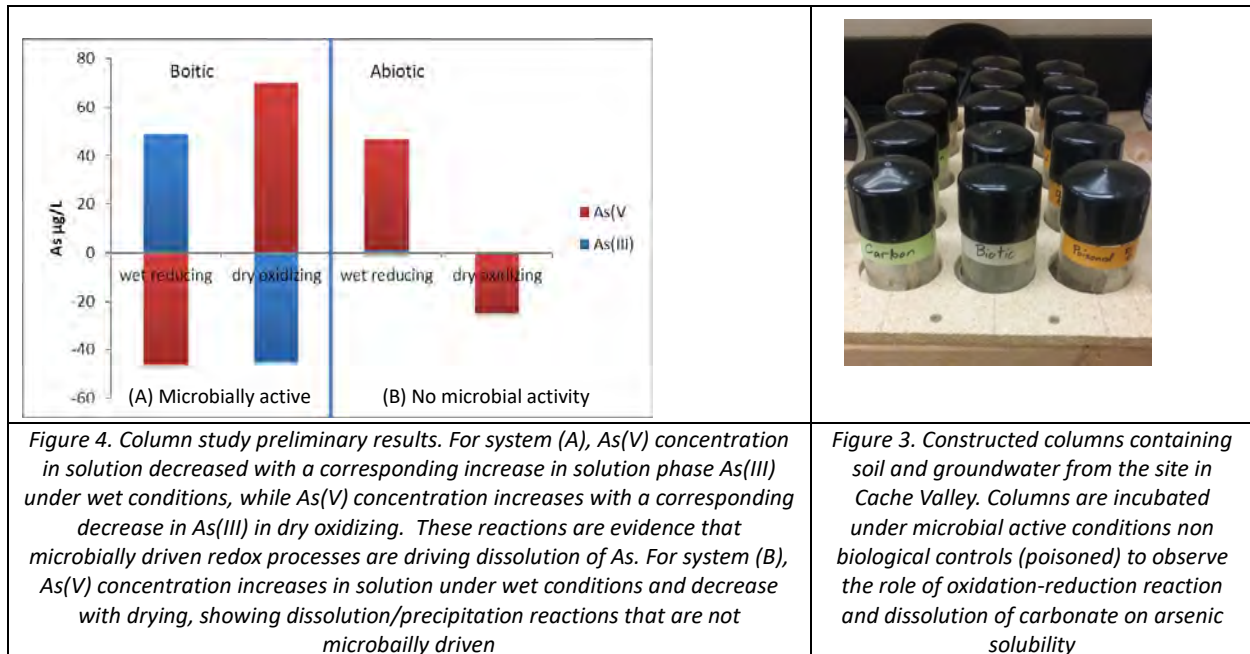 80
60
40
20
0
-20
-40
-60
As µg/L
Boitic
Abiotic
wet reducing
dry oxidizing
wet reducing
dry oxidizing
As(V
As(III)
(A) Microbially active
(B) No microbial activity
Carbon
Biotic
Poisoned
Figure 4. Column study preliminary results. For system (A), As(V) concentration
in solution decreased with a corresponding increase in solution phase As(III)
under wet conditions, while As(V) concentration increases with a corresponding
decrease in As(III) in dry oxidizing. These reactions are evidence that
microbially driven redox processes are driving dissolution of As. For system (B),
As(V) concentration increases in solution under wet conditions and decrease
with drying, showing dissolution/precipitation reactions that are not
microbailly driven
Figure 3. Constructed columns containing
soil and groundwater from the site in
Cache Valley. Columns are incubated
under microbial active conditions non
biological controls (poisoned) to observe
the role of oxidation-reduction reaction
and dissolution of carbonate on arsenic
solubility